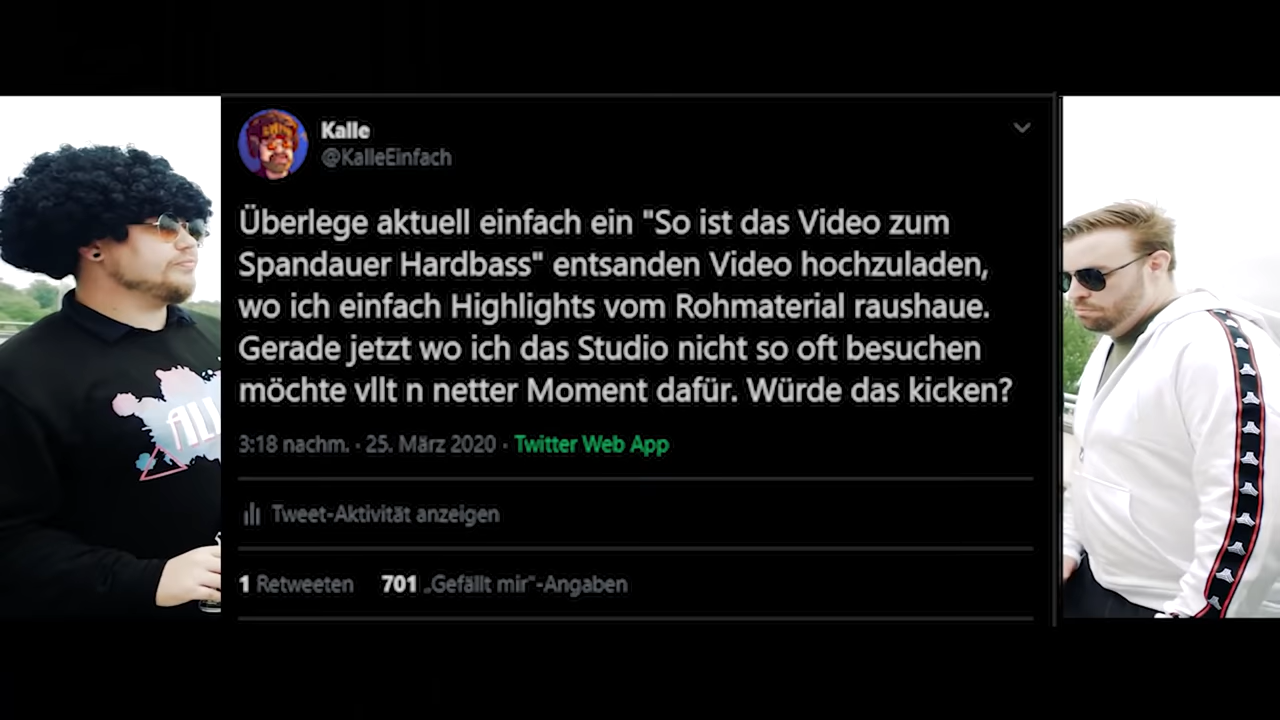 Kalle
@KalleEinfach
Überlege aktuell einfach ein "So ist das Video zum
Spandauer Hardbass" entsanden Video hochzuladen,
wo ich einfach Highlights vom Rohmaterial raushaue.
Gerade jetzt wo ich das Studio nicht so oft besuchen
möchte vllt n netter Moment dafür. Würde das kicken?
3:18 nachm. · 25. März 2020 · Twitter Web App
Tweet-Aktivität anzeigen
1 Retweeten 701 „Gefällt mir“-Angaben